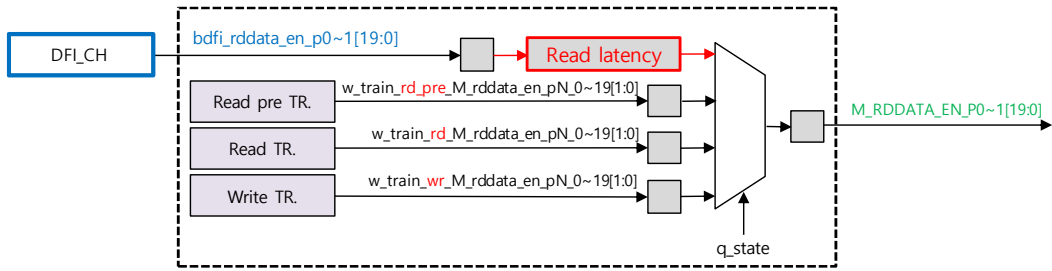 bdfi_rddata_en_p0~1[19:0]
DFI_CH
Read latency
w_train_rd_pre_M_rddata_en_pN_0~19[1:0]
Read pre TR.
M_RDDATA_EN_P0~1[19:0]
w_train_rd_M_rddata_en_pN_0~19[1:0]
Read TR.
w_train_wr_M_rddata_en_pN_0~19[1:0]
Write TR.
q_state